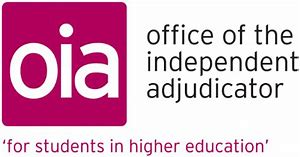 oia
office of the
independent
adjudicator
'for students in higher education'